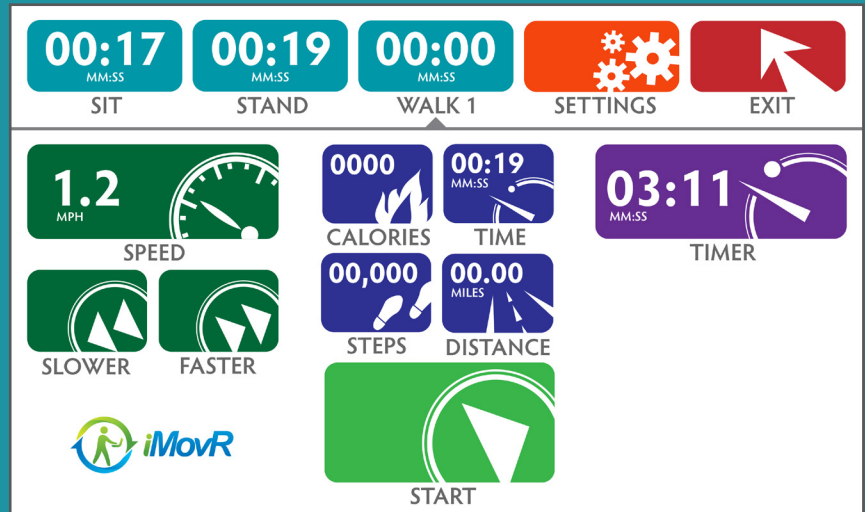 00:17
MM:SS
SIT
00:19
MM:SS
STAND
00:00
MM:SS
WALK 1
SETTINGS
EXIT
1.2
MPH
SPEED
SLOWER
FASTER
0000
CALORIES
00:19
MM:SS
TIME
00,000
STEPS
00.00
MILES
DISTANCE
03:11
MM:SS
TIMER
START
iMovR